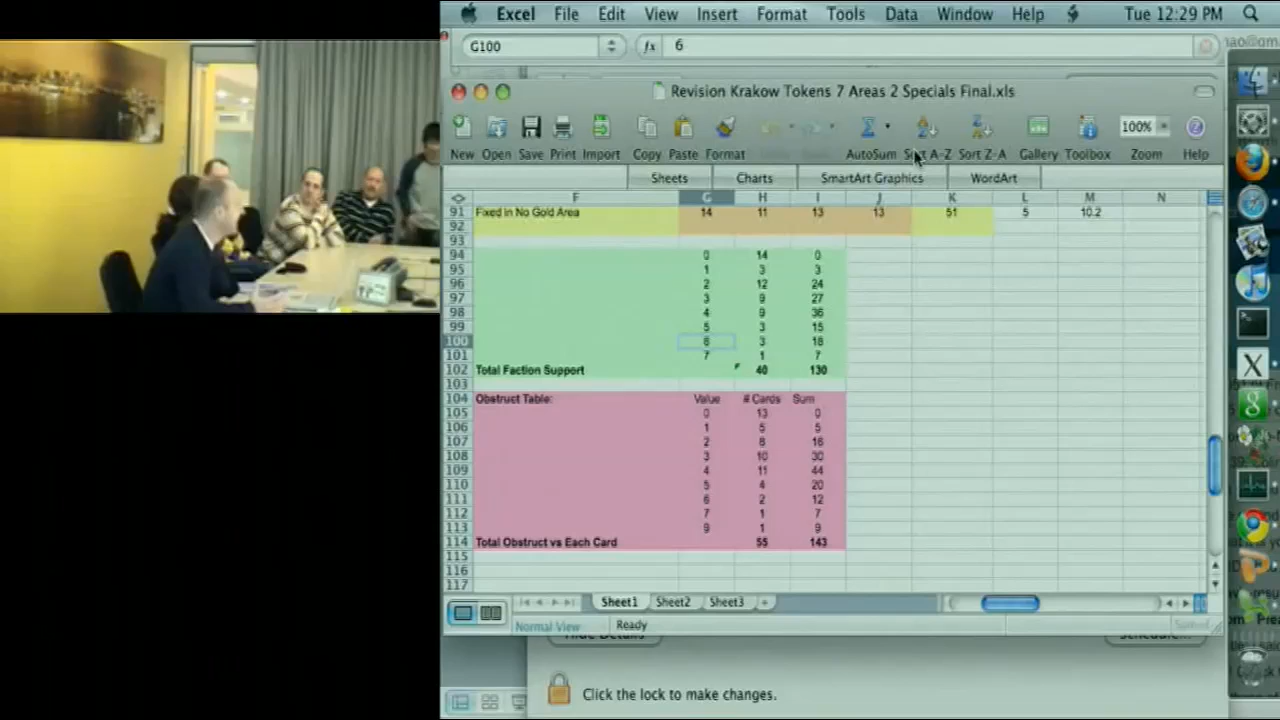 Excel File Edit View Insert Format Tools Data Window Help Tue 12:29 PM
G100 fx 6
Revision Krakow Tokens 7 Areas 2 Specials Final.xls
New Open Save Print Import Copy Paste Format AutoSum Sort A-Z Sort Z-A Gallery Toolbox Zoom Help
100%
Sheets Charts SmartArt Graphics WordArt
F G H I J K L M N
91 Fixed in No Gold Area 14 11 13 13 51 5 10.2
92
93
94 0 14 0
95 1 3 3
96 2 12 24
97 3 9 27
98 4 9 36
99 5 3 15
100 6 3 18
101 7 1 7
102 Total Faction Support 40 130
103
104 Obstruct Table: Value # Cards Sum
105 0 13 0
106 1 5 5
107 2 8 16
108 3 10 30
109 4 11 44
110 5 4 20
111 6 2 12
112 7 1 7
113 9 1 9
114 Total Obstruct vs Each Card 55 143
115
116
117
Sheet1 Sheet2 Sheet3
Normal View Ready
Hide Details Schedule...
Click the lock to make changes.